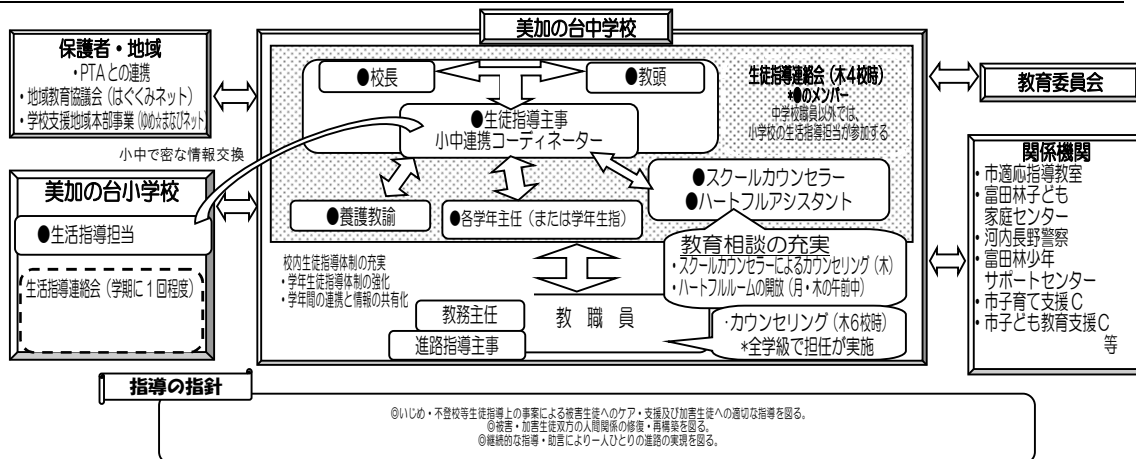 美加の台中学校
保護者・地域
・PTAとの連携
・地域教育協議会（はぐくみネット）
・学校支援地域本部事業（ゆめ☆まなびネット）
小中で密な情報交換
美加の台小学校
●生活指導担当
生活指導連絡会（学期に1回程度）
●校長
●教頭
●生徒指導主事
小中連携コーディネーター
生徒指導連絡会（木4校時）
*●のメンバー
中学校職員以外では、
小学校の生活指導担当が参加する
●スクールカウンセラー
●ハートフルアシスタント
●養護教諭
●各学年主任（または学年生指）
教育相談の充実
・スクールカウンセラーによるカウンセリング（木）
・ハートフルルームの開放（月・木の午前中）
校内生徒指導体制の充実
・学年生徒指導体制の強化
・学年間の連携と情報の共有化
教務主任
進路指導主事
教 職 員
・カウンセリング（木6校時）
*全学級で担任が実施
教育委員会
関係機関
・市適応指導教室
・富田林子ども
家庭センター
・河内長野警察
・富田林少年
サポートセンター
・市子育て支援C
・市子ども教育支援C
等
指導の指針
◎いじめ・不登校等生徒指導上の事案による被害生徒へのケア・支援及び加害生徒への適切な指導を図る。
◎被害・加害生徒双方の人間関係の修復・再構築を図る。
◎継続的な指導・助言により一人ひとりの進路の実現を図る。